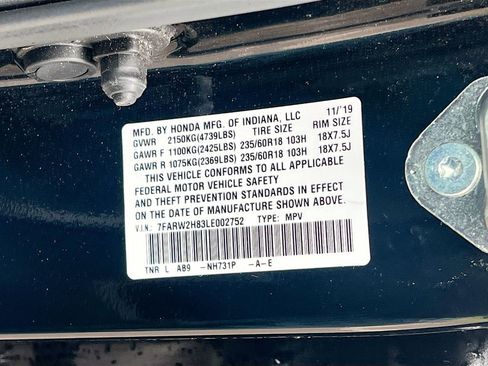 MFD. BY HONDA MFG. OF INDIANA, LLC 11/'19
GVWR 2150KG(4739LBS) TIRE SIZE RIM SIZE
GAWR F 1100KG(2425LBS) 235/60R18 103H 18X7.5J
GAWR R 1075KG(2369LBS) 235/60R18 103H 18X7.5J
THIS VEHICLE CONFORMS TO ALL APPLICABLE
FEDERAL MOTOR VEHICLE SAFETY
AND THEFT PREVENTION STANDARDS IN EFFECT
ON THE DATE OF MANUFACTURE SHOWN ABOVE.
V.I.N.: 7FARW2H83LE002752 TYPE: MPV
TNR L AB9 -NH731P -A-E